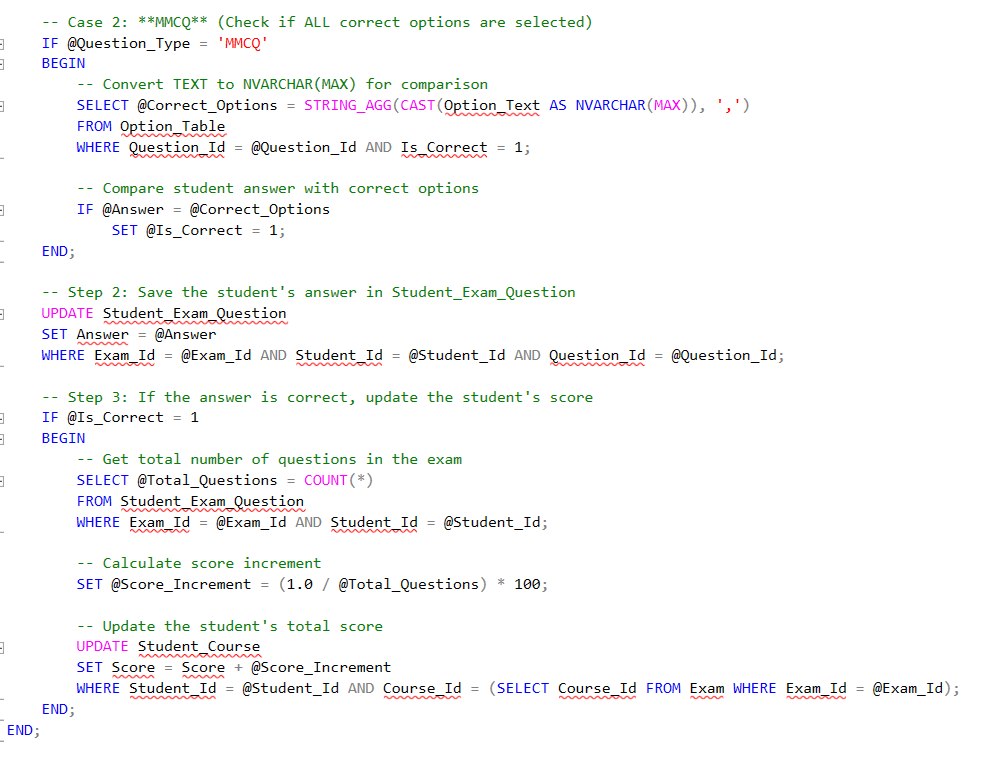 -- Case 2: **MMCQ** (Check if ALL correct options are selected)
IF @Question_Type = 'MMCQ'
BEGIN
-- Convert TEXT to NVARCHAR(MAX) for comparison
SELECT @Correct_Options = STRING_AGG(CAST(Option_Text AS NVARCHAR(MAX)), ',')
FROM Option_Table
WHERE Question_Id = @Question_Id AND Is_Correct = 1;
-- Compare student answer with correct options
IF @Answer = @Correct_Options
SET @Is_Correct = 1;
END;
-- Step 2: Save the student's answer in Student_Exam_Question
UPDATE Student_Exam_Question
SET Answer = @Answer
WHERE Exam_Id = @Exam_Id AND Student_Id = @Student_Id AND Question_Id = @Question_Id;
-- Step 3: If the answer is correct, update the student's score
IF @Is_Correct = 1
BEGIN
-- Get total number of questions in the exam
SELECT @Total_Questions = COUNT(*)
FROM Student_Exam_Question
WHERE Exam_Id = @Exam_Id AND Student_Id = @Student_Id;
-- Calculate score increment
SET @Score_Increment = (1.0 / @Total_Questions) * 100;
-- Update the student's total score
UPDATE Student_Course
SET Score = Score + @Score_Increment
WHERE Student_Id = @Student_Id AND Course_Id = (SELECT Course_Id FROM Exam WHERE Exam_Id = @Exam_Id);
END;
END;